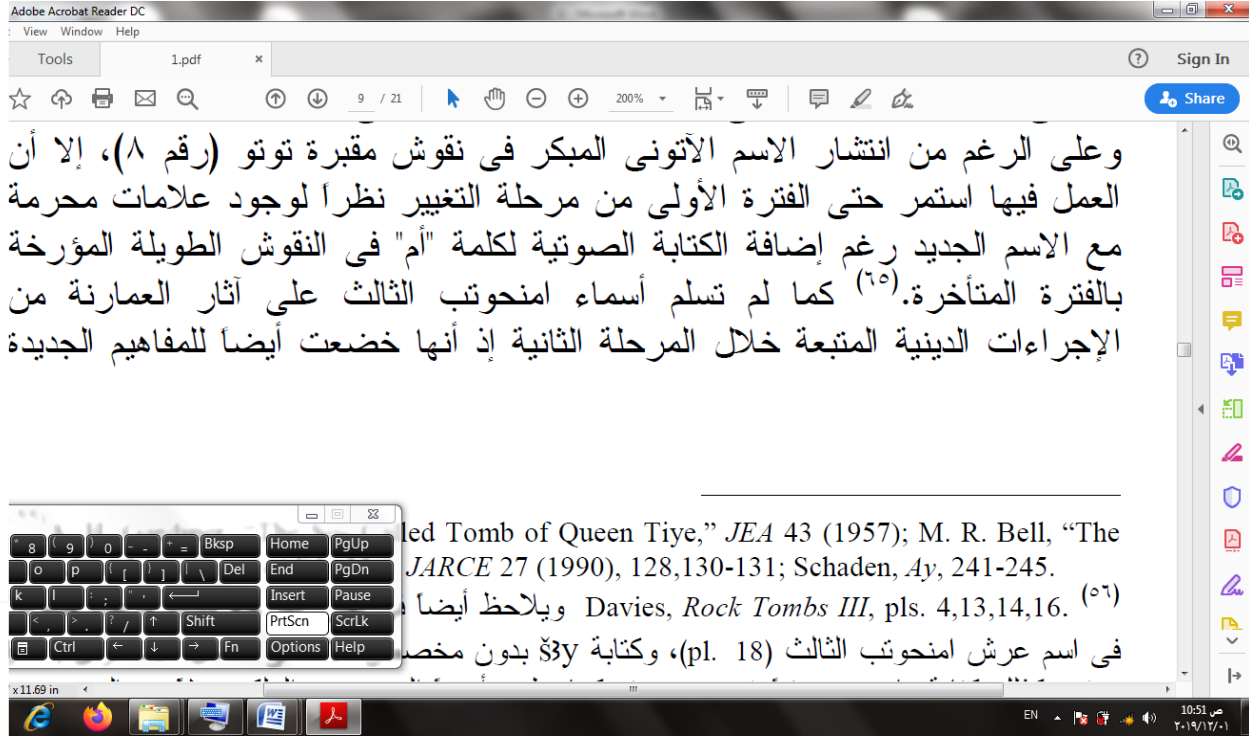 Adobe Acrobat Reader DC
View Window Help
Tools 1.pdf × Sign In
9 / 21 200% Share
وعلى الرغم من انتشار الاسم الآتونى المبكر فى نقوش مقبرة توتو (رقم ٨)، إلا أن
العمل فيها استمر حتى الفترة الأولى من مرحلة التغيير نظراً لوجود علامات محرمة
مع الاسم الجديد رغم إضافة الكتابة الصوتية لكلمة "أم" فى النقوش الطويلة المؤرخة
بالفترة المتأخرة.(٦٥) كما لم تسلم أسماء امنحوتب الثالث على آثار العمارنة من
الإجراءات الدينية المتبعة خلال المرحلة الثانية إذ أنها خضعت أيضاً للمفاهيم الجديدة
led Tomb of Queen Tiye,” JEA 43 (1957); M. R. Bell, “The
JARCE 27 (1990), 128,130-131; Schaden, Ay, 241-245.
(٥٦) Davies, Rock Tombs III, pls. 4,13,14,16. ويلاحظ أيضاً
فى اسم عرش امنحوتب الثالث (pl. 18)، وكتابة šꜣy بدون
* 8 ( 9 ) 0 - - + = Bksp Home PgUp
o p { [ } ] | \ Del End PgDn
k l : ; " ' Insert Pause
< , > . ? / ↑ Shift PrtScn ScrLk
Ctrl ← ↓ → Fn Options Help
x 11.69 in
EN 10:51 ص
٢٠١٩/١٢/٠١